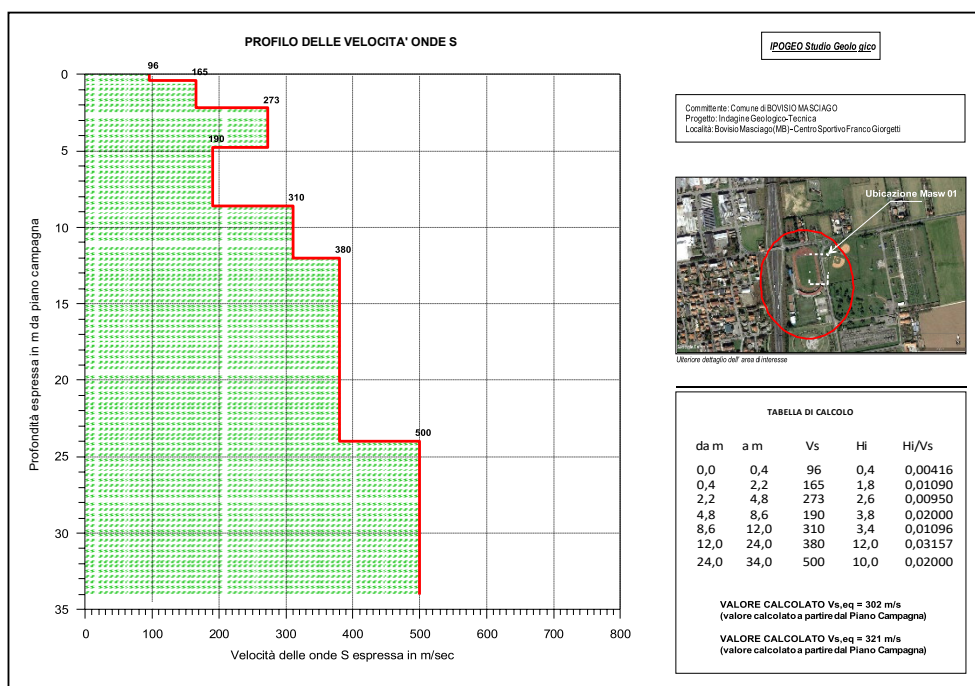 PROFILO DELLE VELOCITA' ONDE S
IPOGEO Studio Geolo gico
Committente: Comune di BOVISIO MASCIAGO
Progetto: Indagine Geologico-Tecnica
Località: Bovisio Masciago(MB)-Centro Sportivo Franco Giorgetti
Ubicazione Masw 01
Ulteriore dettaglio dell' area di interesse
Profondità espressa in m da piano campagna
0
5
10
15
20
25
30
35
96
165
273
190
310
380
500
0 100 200 300 400 500 600 700 800
Velocità delle onde S espressa in m/sec
TABELLA DI CALCOLO
da m a m Vs Hi Hi/Vs
0,0 0,4 96 0,4 0,00416
0,4 2,2 165 1,8 0,01090
2,2 4,8 273 2,6 0,00950
4,8 8,6 190 3,8 0,02000
8,6 12,0 310 3,4 0,01096
12,0 24,0 380 12,0 0,03157
24,0 34,0 500 10,0 0,02000
VALORE CALCOLATO Vs,eq = 302 m/s
(valore calcolato a partire dal Piano Campagna)
VALORE CALCOLATO Vs,eq = 321 m/s
(valore calcolato a partire dal Piano Campagna)